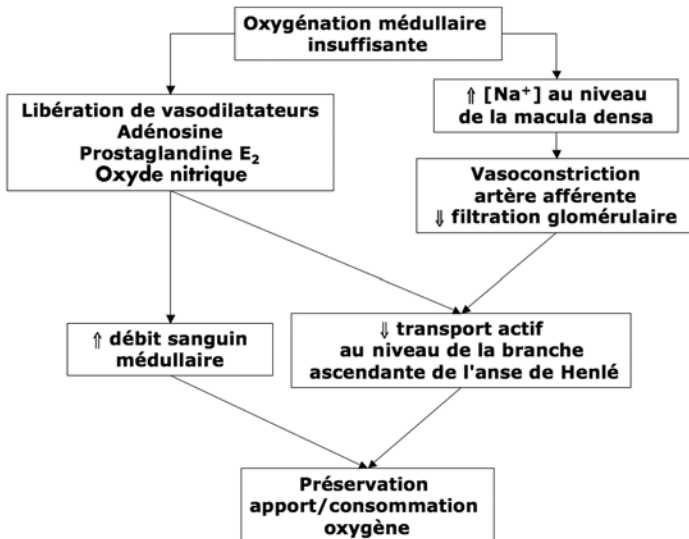 Oxygénation médullaire
insuffisante
Libération de vasodilatateurs
Adénosine
Prostaglandine E₂
Oxyde nitrique
⇑ [Na⁺] au niveau
de la macula densa
Vasoconstriction
artère afférente
⇓ filtration glomérulaire
⇑ débit sanguin
médullaire
⇓ transport actif
au niveau de la branche
ascendante de l'anse de Henlé
Préservation
apport/consommation
oxygène